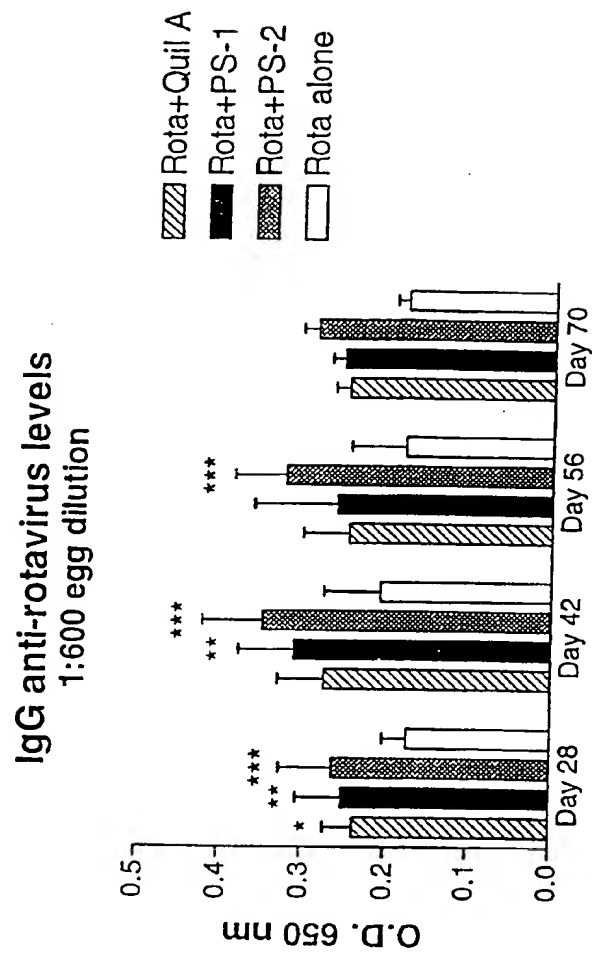 IgG anti-rotavirus levels
1:600 egg dilution
Rota+Quil A
Rota+PS-1
Rota+PS-2
Rota alone
O.D. 650 nm
0.5
0.4
0.3
0.2
0.1
0.0
*
**
***
**
***
***
Day 28
Day 42
Day 56
Day 70